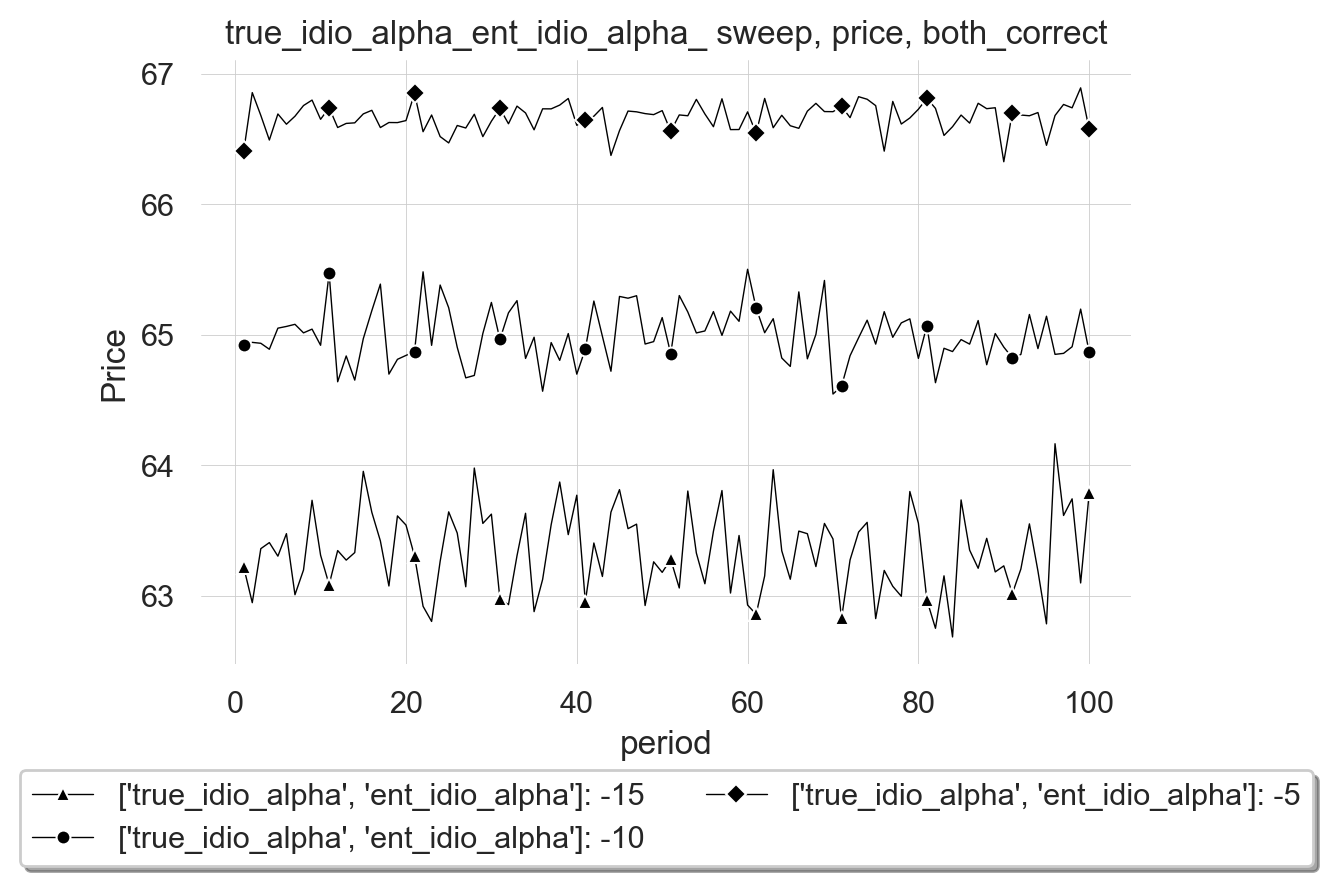 true_idio_alpha_ent_idio_alpha_ sweep, price, both_correct
67
66
65
64
63
Price
0 20 40 60 80 100
period
['true_idio_alpha', 'ent_idio_alpha']: -15
['true_idio_alpha', 'ent_idio_alpha']: -10
['true_idio_alpha', 'ent_idio_alpha']: -5